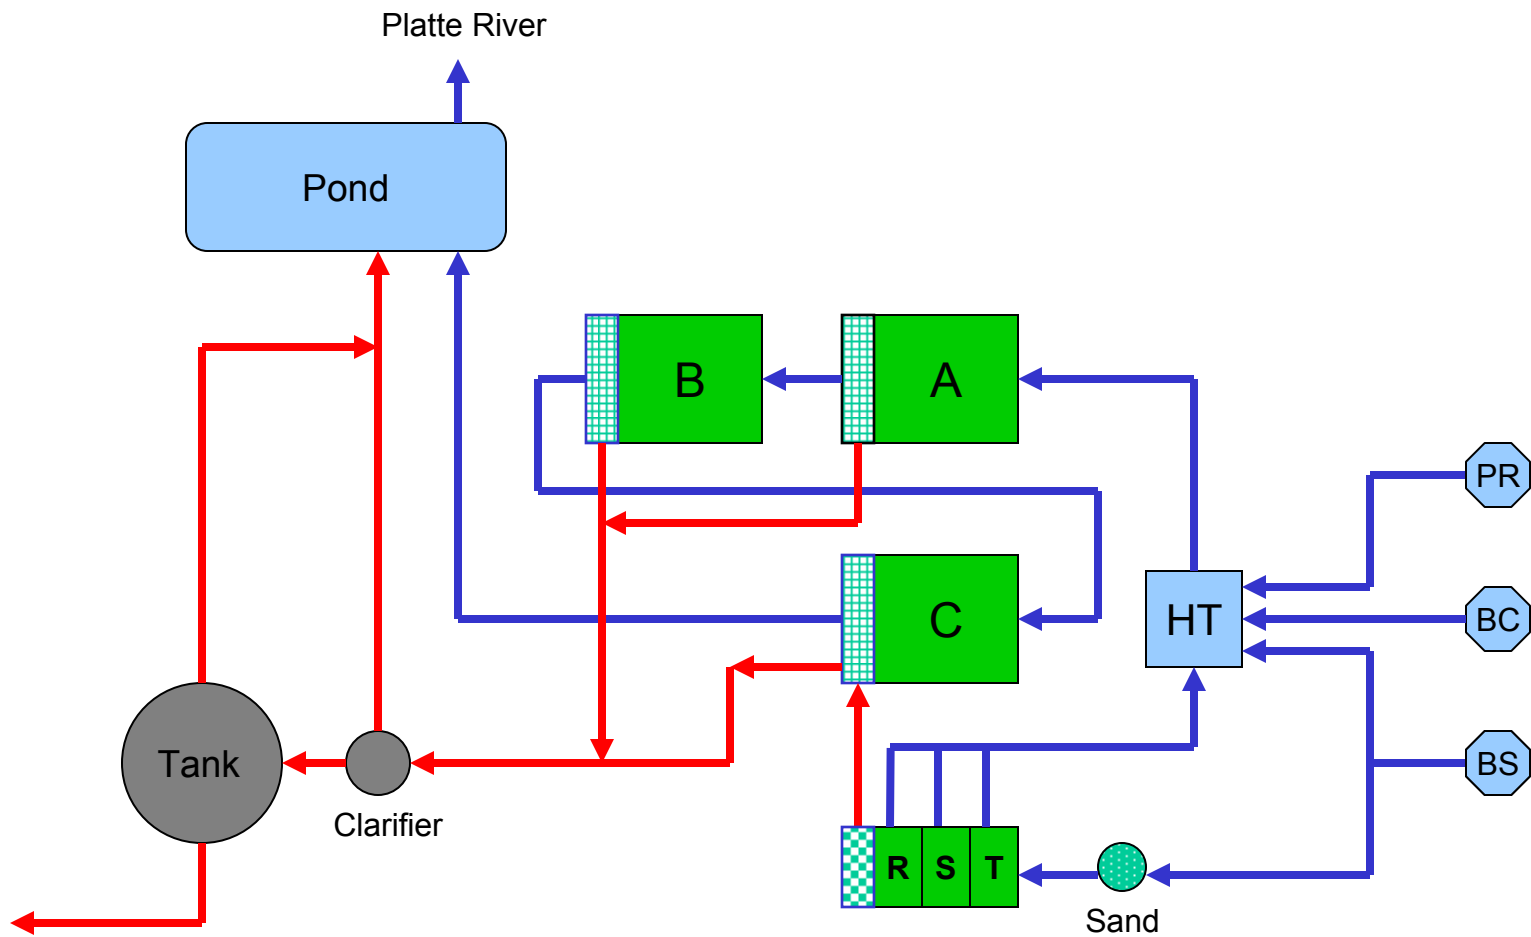 Platte River
Pond
B
A
PR
C
HT
BC
Tank
BS
Clarifier
R
S
T
Sand